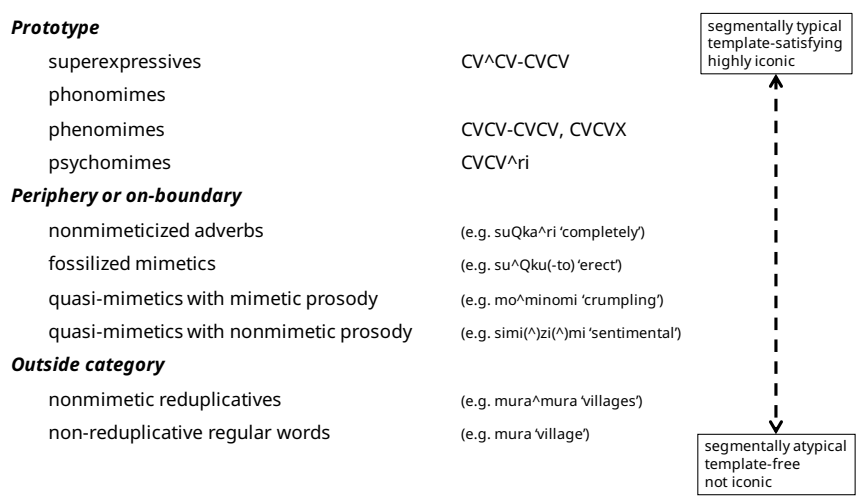 Prototype
superexpressives CV^CV-CVCV
phonomimes
phenomimes CVCV-CVCV, CVCVX
psychomimes CVCV^ri
Periphery or on-boundary
nonmimeticized adverbs (e.g. suQka^ri ‘completely’)
fossilized mimetics (e.g. su^Qku(-to) ‘erect’)
quasi-mimetics with mimetic prosody (e.g. mo^minomi ‘crumpling’)
quasi-mimetics with nonmimetic prosody (e.g. simi(^)zi(^)mi ‘sentimental’)
Outside category
nonmimetic reduplicatives (e.g. mura^mura ‘villages’)
non-reduplicative regular words (e.g. mura ‘village’)
segmentally typical
template-satisfying
highly iconic
segmentally atypical
template-free
not iconic